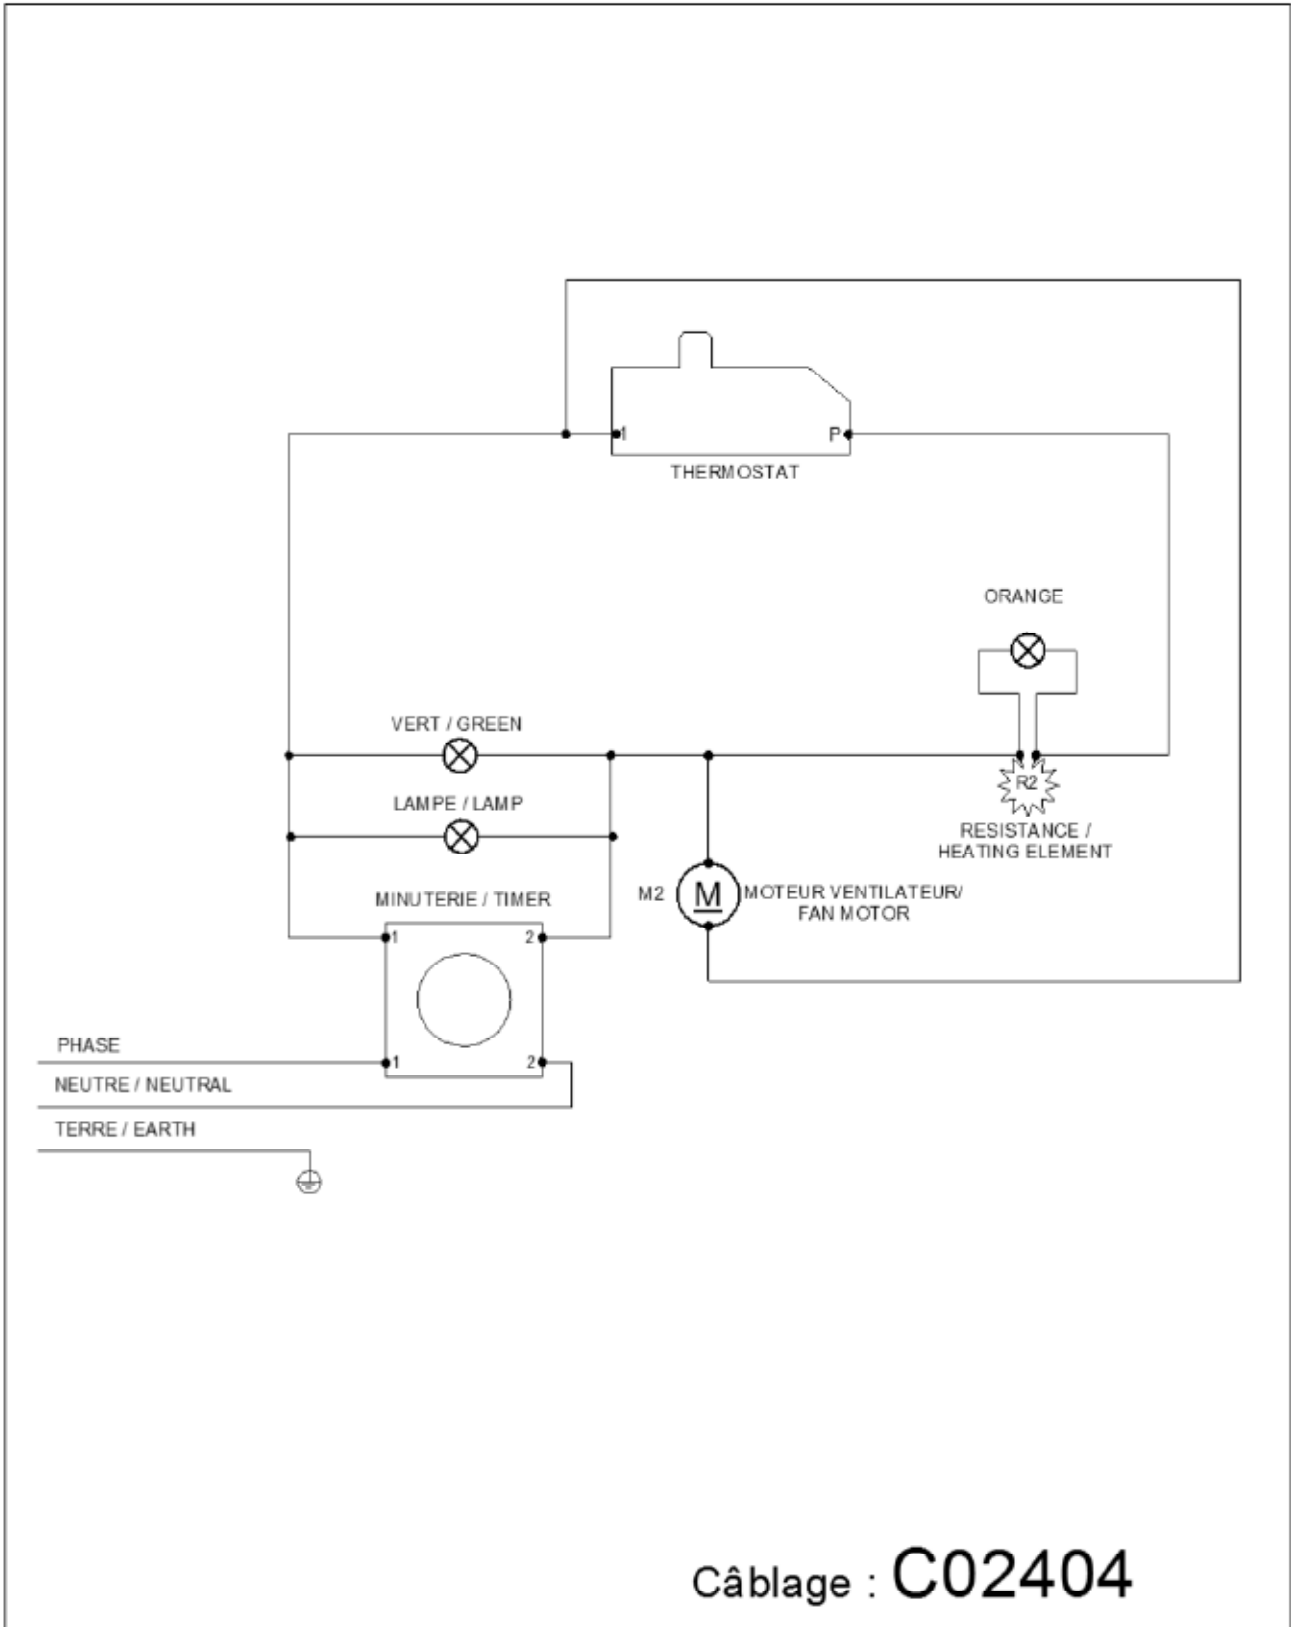 1
P
THERMOSTAT
ORANGE
VERT / GREEN
LAMPE / LAMP
R2
RESISTANCE /
HEATING ELEMENT
MINUTERIE / TIMER
M2
M
MOTEUR VENTILATEUR/
FAN MOTOR
1
2
PHASE
1
2
NEUTRE / NEUTRAL
TERRE / EARTH
Câblage : C02404